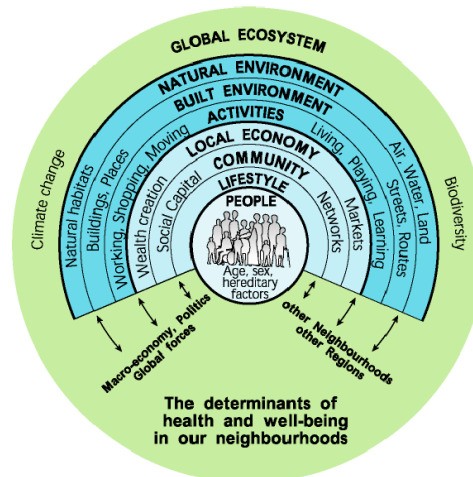 GLOBAL ECOSYSTEM
NATURAL ENVIRONMENT
BUILT ENVIRONMENT
ACTIVITIES
LOCAL ECONOMY
COMMUNITY
LIFESTYLE
PEOPLE
Age, sex,
hereditary
factors
Climate change
Natural habitats
Buildings, Places
Working, Shopping, Moving
Wealth creation
Social Capital
Networks
Markets
Living, Playing, Learning
Streets, Routes
Air, Water, Land
Biodiversity
Macro-economy, Politics
Global forces
other Neighbourhoods
other Regions
The determinants of
health and well-being
in our neighbourhoods